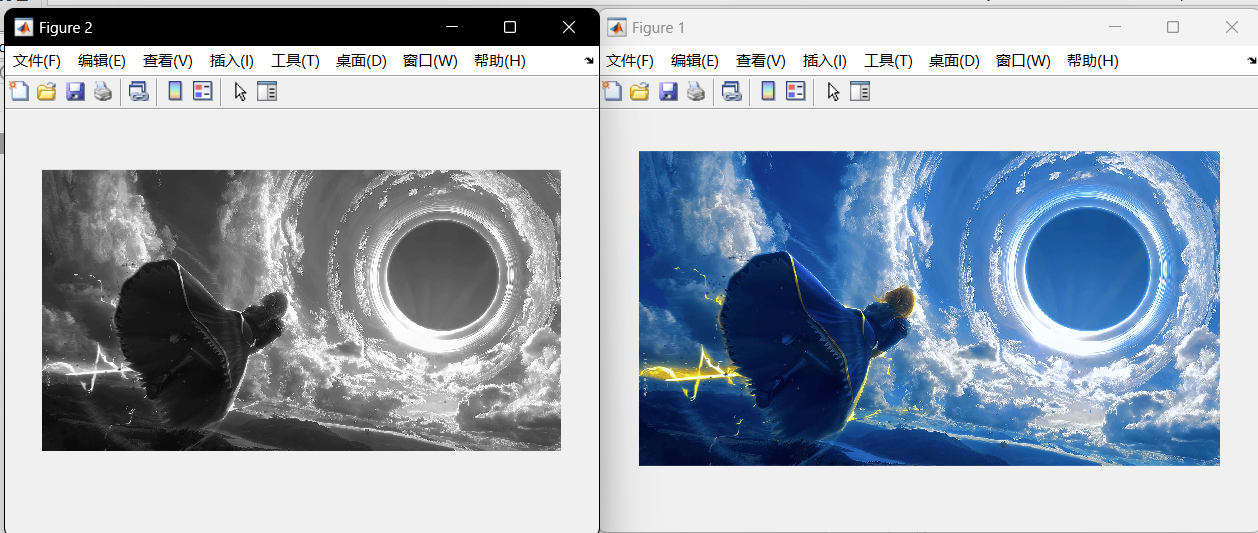 Figure 2
文件(F) 编辑(E) 查看(V) 插入(I) 工具(T) 桌面(D) 窗口(W) 帮助(H)
Figure 1
文件(F) 编辑(E) 查看(V) 插入(I) 工具(T) 桌面(D) 窗口(W) 帮助(H)